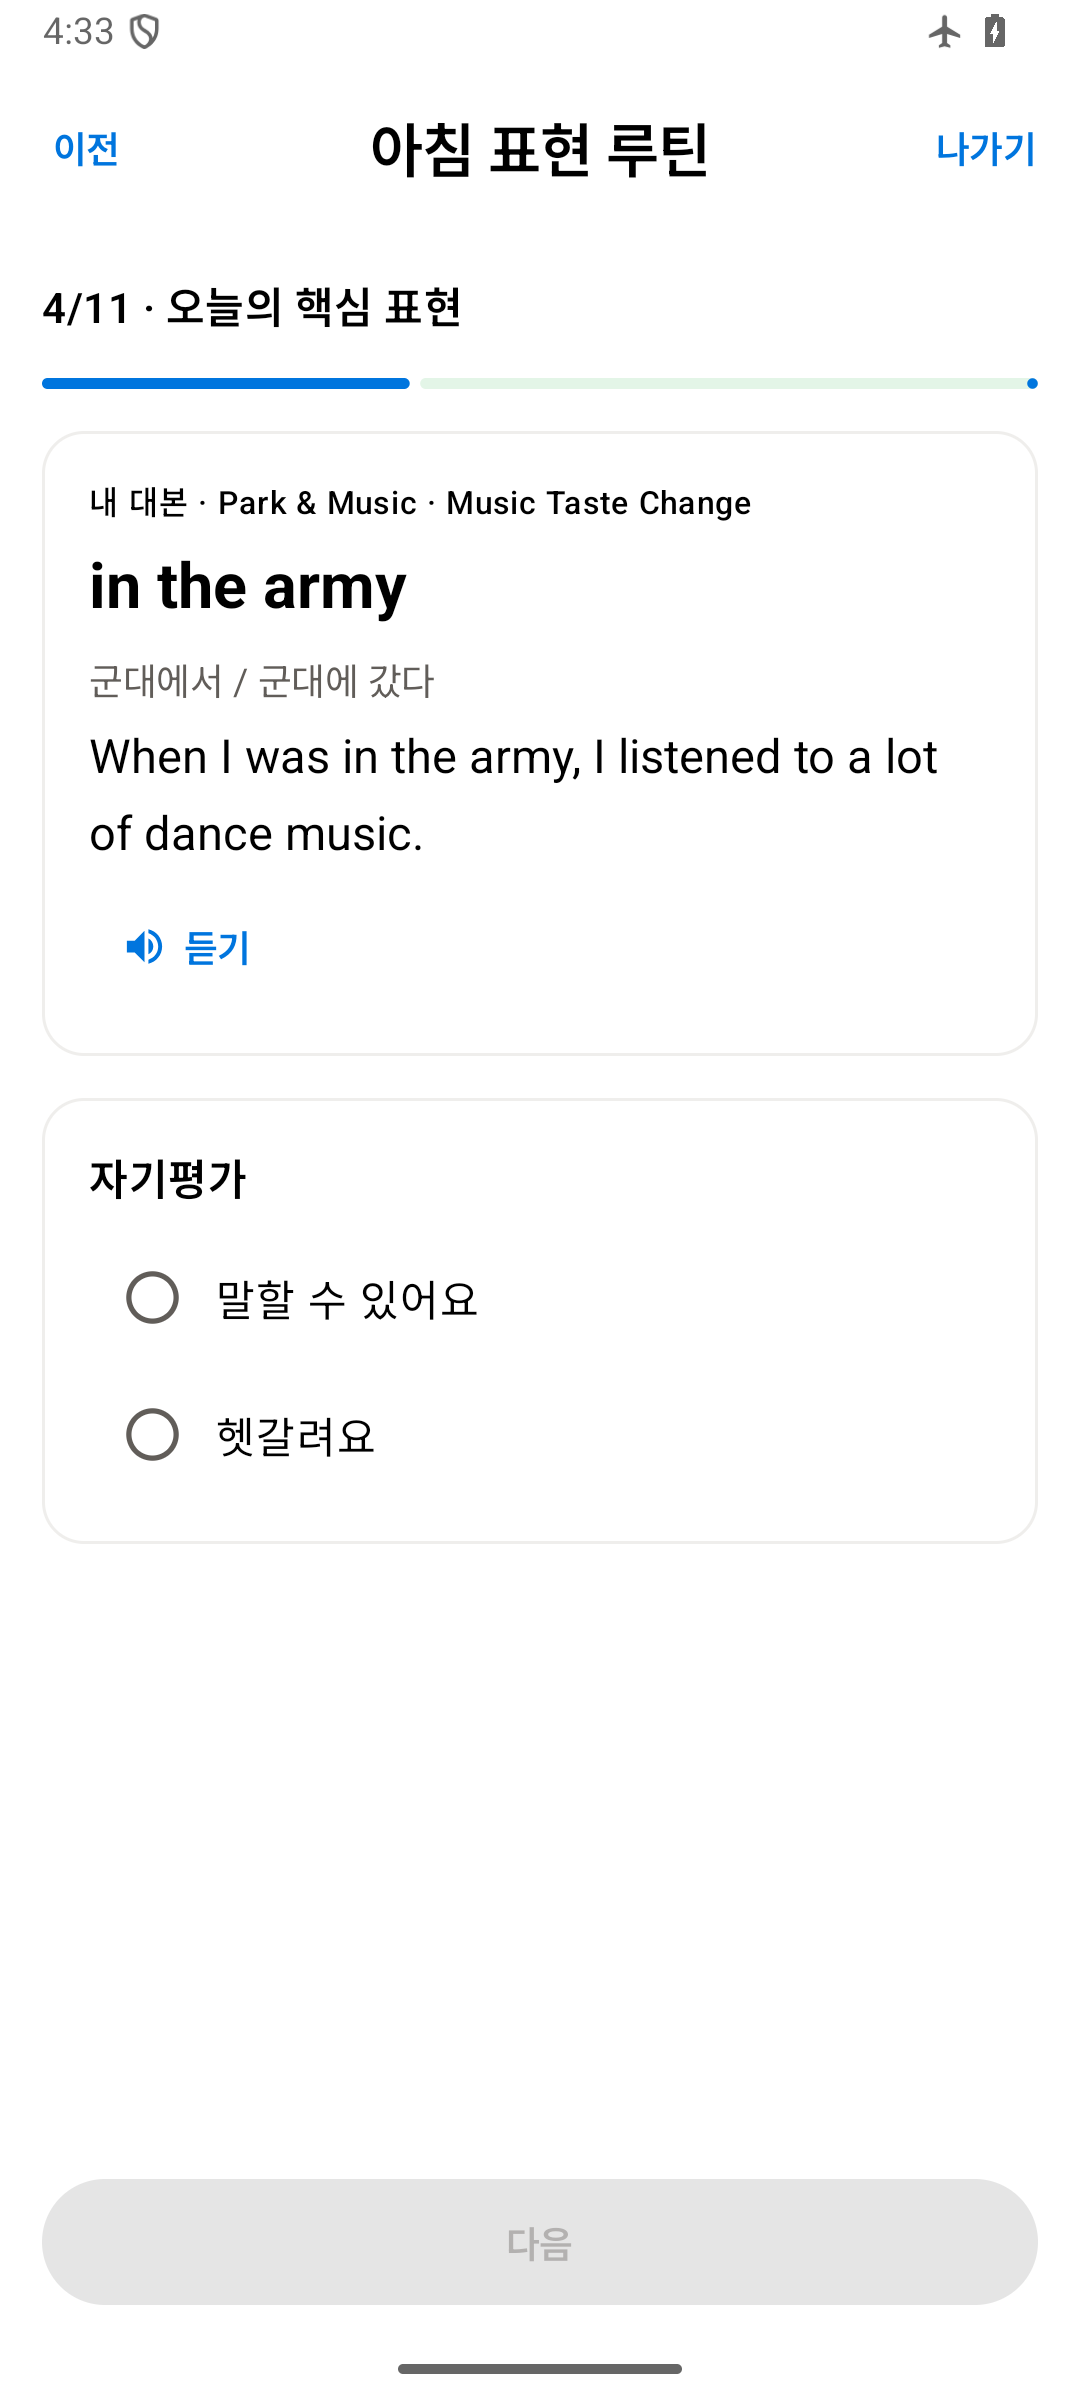 4:33
이전
아침 표현 루틴
나가기
4/11 · 오늘의 핵심 표현
내 대본 · Park & Music · Music Taste Change
in the army
군대에서 / 군대에 갔다
When I was in the army, I listened to a lot
of dance music.
듣기
자기평가
말할 수 있어요
헷갈려요
다음